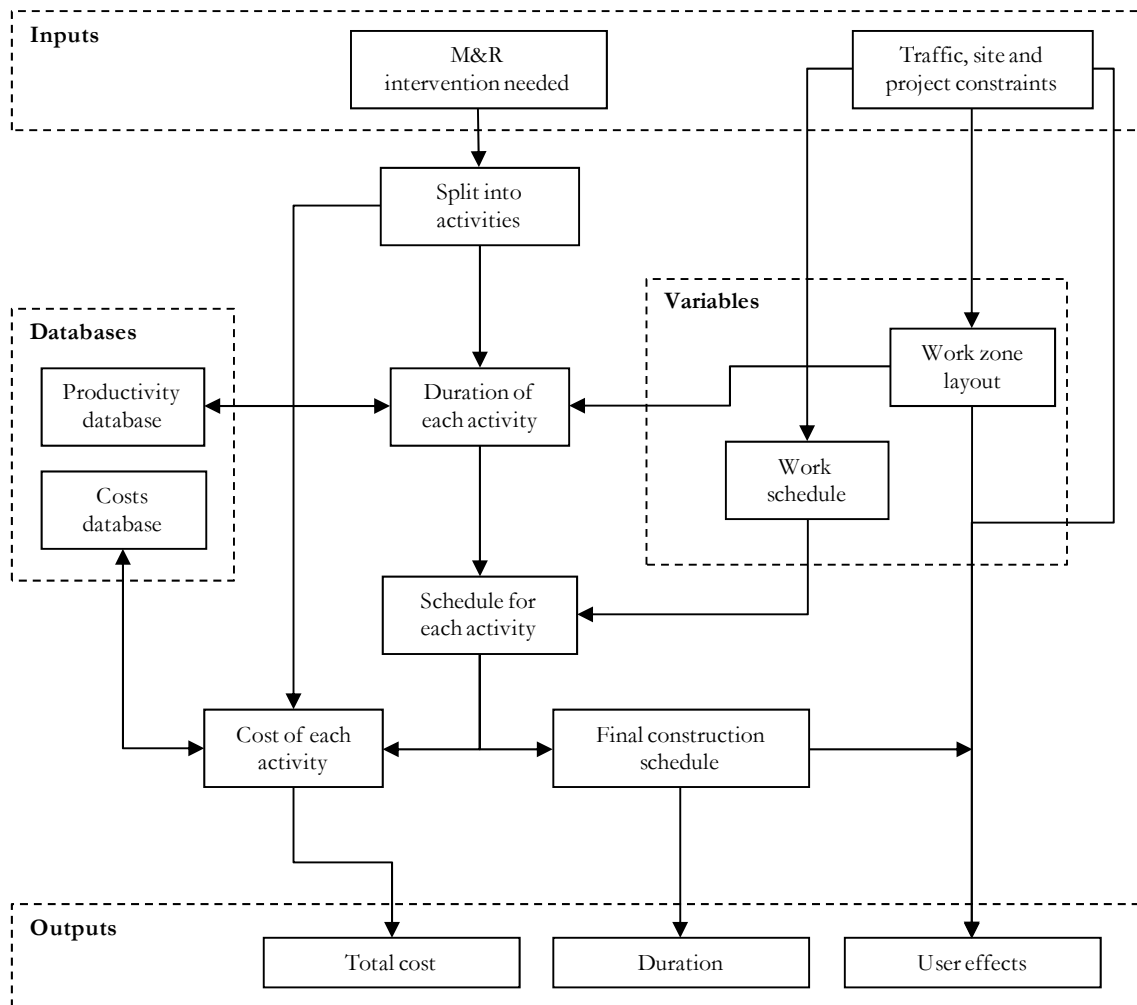 Inputs
M&R
intervention needed
Traffic, site and
project constraints
Split into
activities
Variables
Databases
Work zone
layout
Productivity
database
Duration of
each activity
Work
schedule
Costs
database
Schedule for
each activity
Cost of each
activity
Final construction
schedule
Outputs
Total cost
Duration
User effects